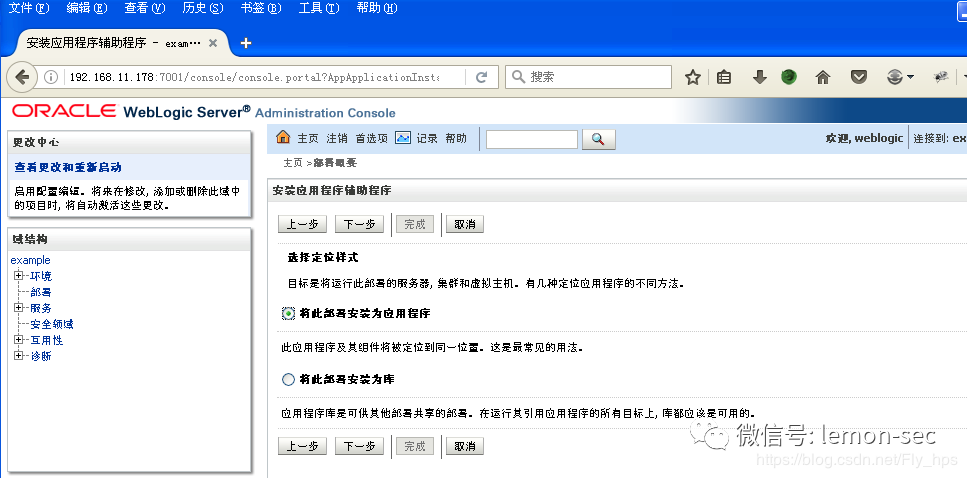 文件(F) 编辑(E) 查看(V) 历史(S) 书签(B) 工具(T) 帮助(H)
安装应用程序辅助程序 - exam…
192.168.11.178:7001/console/console.portal?AppApplicationInsta
搜索
ORACLE WebLogic Server® Administration Console
更改中心
查看更改和重新启动
启用配置编辑。将来在修改, 添加或删除此域中
的项目时, 将自动激活这些更改。
域结构
example
环境
部署
服务
安全领域
互用性
诊断
主页 注销 首选项 记录 帮助
欢迎, weblogic 连接到: ex
主页 >部署概要
安装应用程序辅助程序
上一步 下一步 完成 取消
选择定位样式
目标是将运行此部署的服务器, 集群和虚拟主机。有几种定位应用程序的不同方法。
将此部署安装为应用程序
此应用程序及其组件将被定位到同一位置。这是最常见的用法。
将此部署安装为库
应用程序库是可供其他部署共享的部署。在运行其引用应用程序的所有目标上, 库都应该是可用的。
上一步 下一步 完成 取消
微信号: lemon-sec
https://blog.csdn.net/Fly_hps